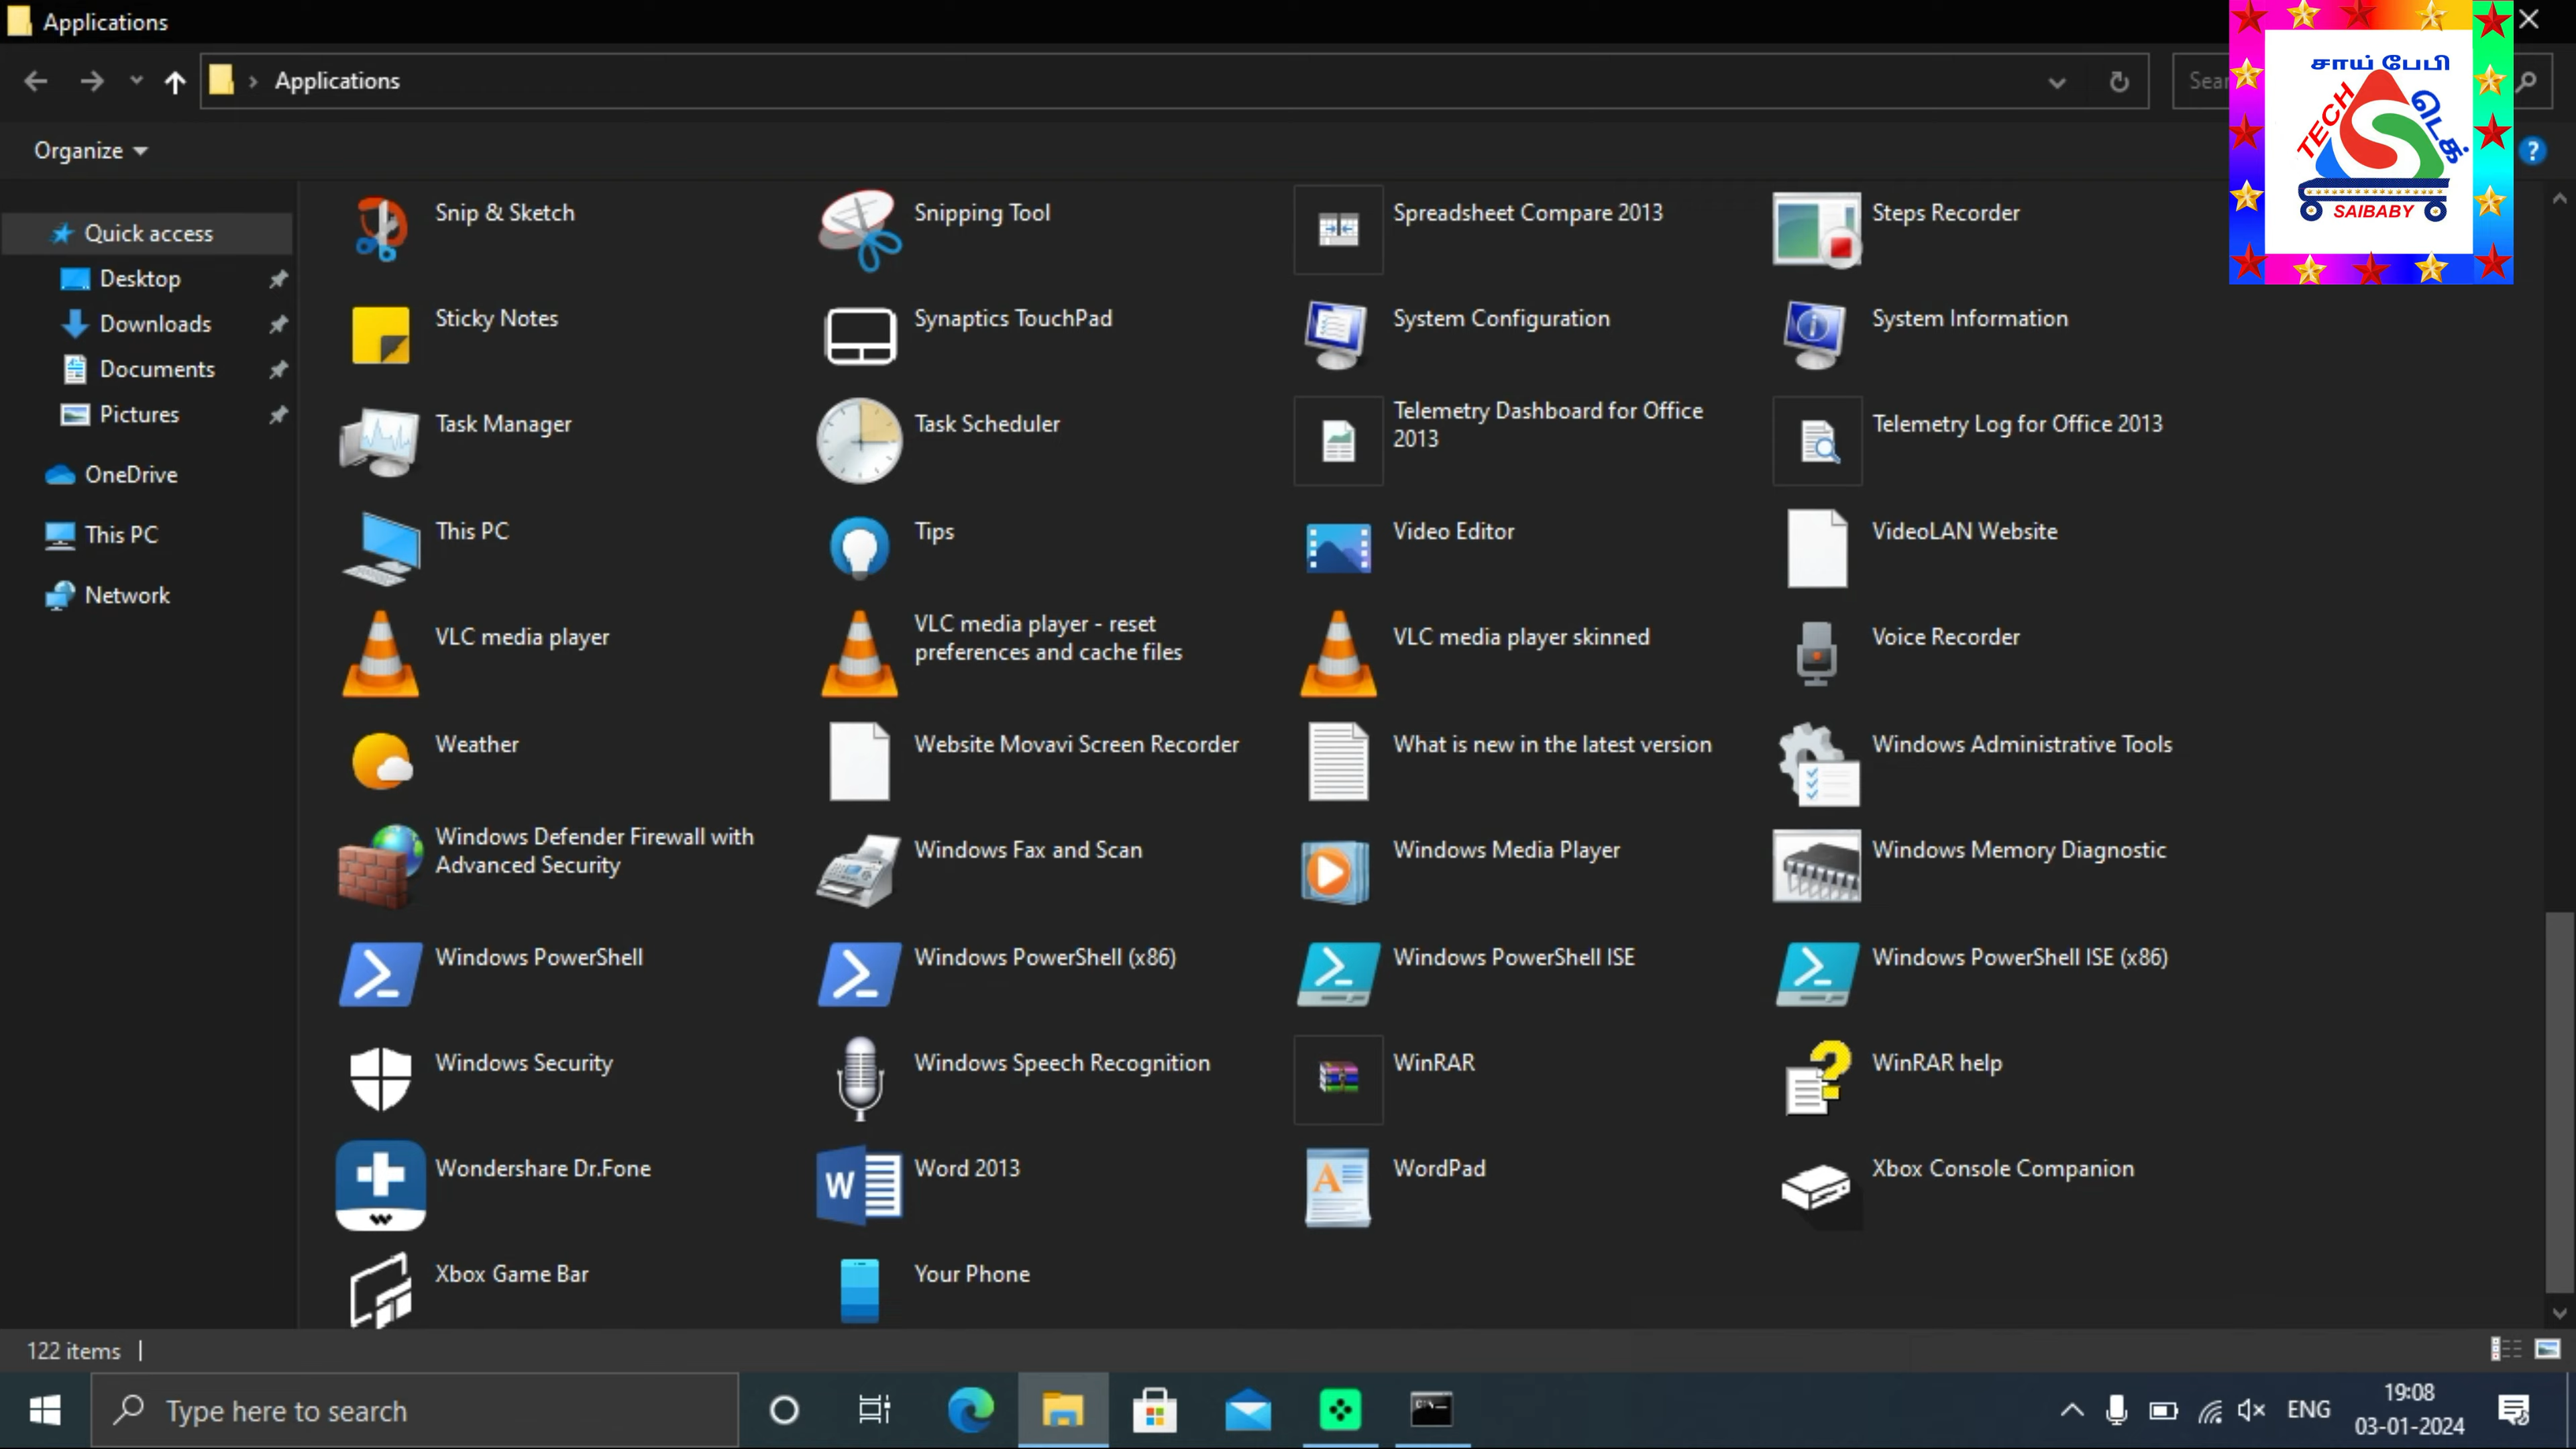 Applications
Applications
Organize
Quick access
Desktop
Downloads
Documents
Pictures
OneDrive
This PC
Network
Snip & Sketch
Snipping Tool
Spreadsheet Compare 2013
Steps Recorder
Sticky Notes
Synaptics TouchPad
System Configuration
System Information
Task Manager
Task Scheduler
Telemetry Dashboard for Office
2013
Telemetry Log for Office 2013
This PC
Tips
Video Editor
VideoLAN Website
VLC media player
VLC media player - reset
preferences and cache files
VLC media player skinned
Voice Recorder
Weather
Website Movavi Screen Recorder
What is new in the latest version
Windows Administrative Tools
Windows Defender Firewall with
Advanced Security
Windows Fax and Scan
Windows Media Player
Windows Memory Diagnostic
Windows PowerShell
Windows PowerShell (x86)
Windows PowerShell ISE
Windows PowerShell ISE (x86)
Windows Security
Windows Speech Recognition
WinRAR
WinRAR help
Wondershare Dr.Fone
Word 2013
WordPad
Xbox Console Companion
Xbox Game Bar
Your Phone
சாய் பேபி
TECH
டெக்
SAIBABY
122 items
Type here to search
ENG
19:08
03-01-2024